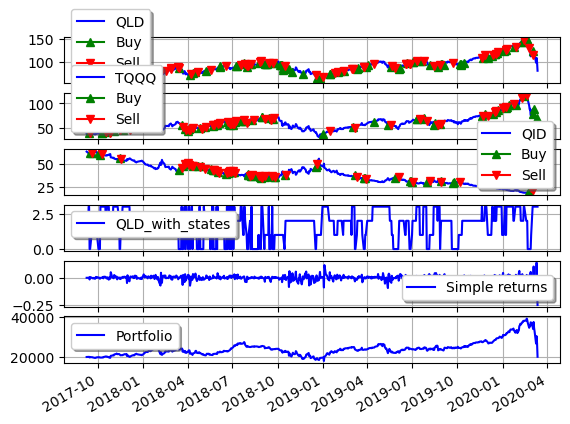 QLD
Buy
Sell
150
100
TQQQ
Buy
Sell
100
50
QID
Buy
Sell
50
25
QLD_with_states
2.5
0.0
Simple returns
0.00
−0.25
Portfolio
40000
20000
2017-10 2018-01 2018-04 2018-07 2018-10 2019-01 2019-04 2019-07 2019-10 2020-01 2020-04